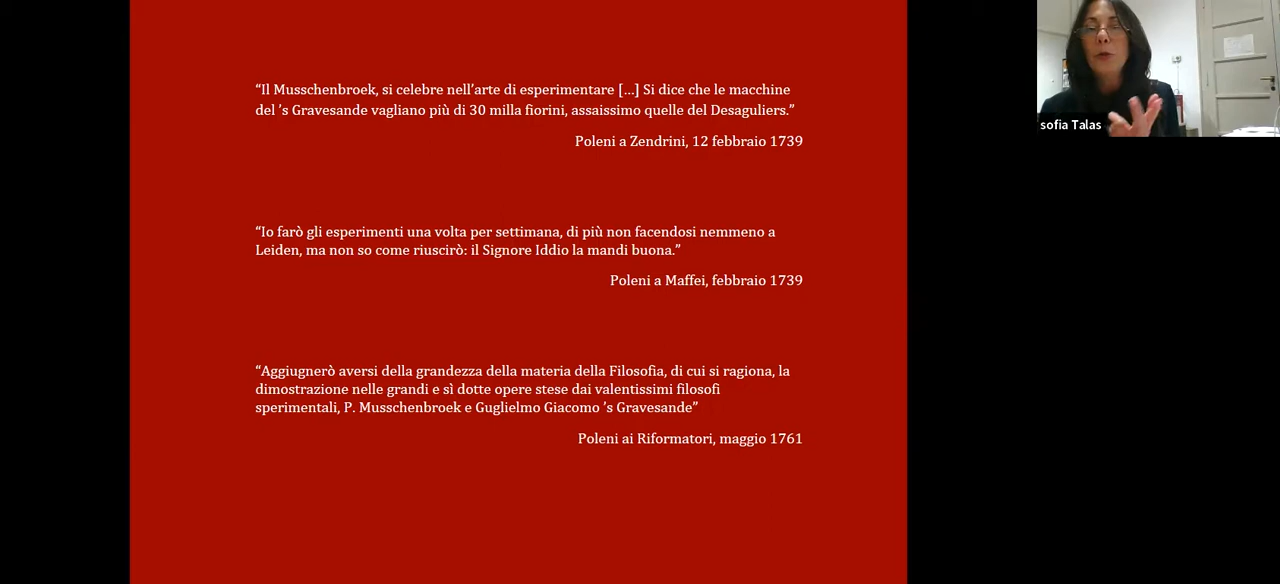 “Il Musschenbroek, si celebre nell’arte di esperimentare [...] Si dice che le macchine
del ’s Gravesande vagliano più di 30 milla fiorini, assaissimo quelle del Desaguliers.”
Poleni a Zendrini, 12 febbraio 1739
“Io farò gli esperimenti una volta per settimana, di più non facendosi nemmeno a
Leiden, ma non so come riuscirò: il Signore Iddio la mandi buona.”
Poleni a Maffei, febbraio 1739
“Aggiugnerò aversi della grandezza della materia della Filosofia, di cui si ragiona, la
dimostrazione nelle grandi e sì dotte opere stese dai valentissimi filosofi
sperimentali, P. Musschenbroek e Guglielmo Giacomo ’s Gravesande”
Poleni ai Riformatori, maggio 1761
sofia Talas